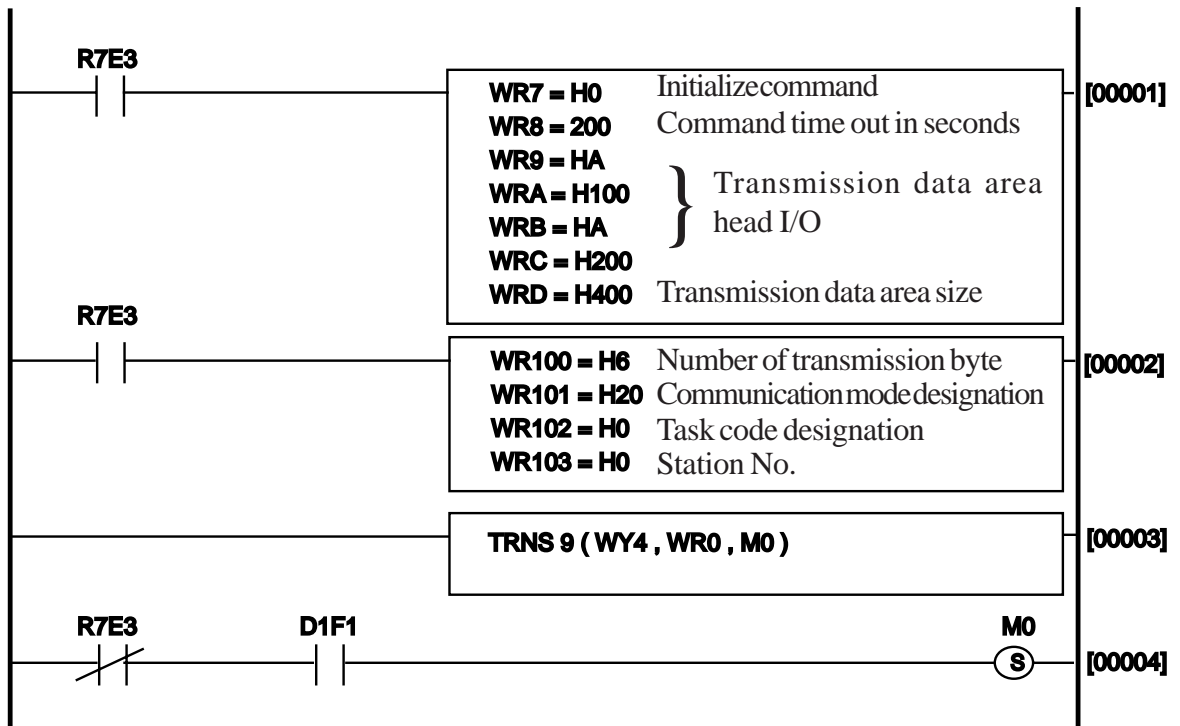 R7E3
WR7 = H0 Initializecommand [00001]
WR8 = 200 Command time out in seconds
WR9 = HA
WRA = H100 } Transmission data area
WRB = HA head I/O
WRC = H200
WRD = H400 Transmission data area size
R7E3
WR100 = H6 Number of transmission byte [00002]
WR101 = H20 Communicationmodedesignation
WR102 = H0 Task code designation
WR103 = H0 Station No.
TRNS 9 ( WY4 , WR0 , M0 ) [00003]
R7E3 D1F1 M0
S [00004]